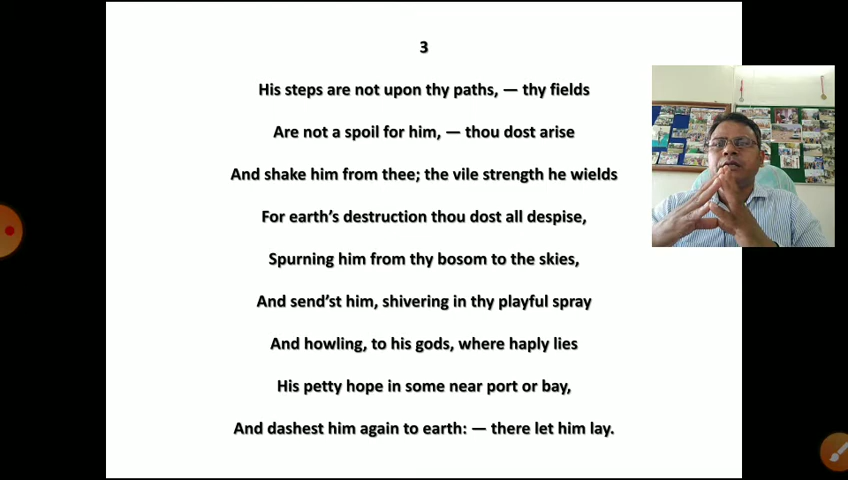 3
His steps are not upon thy paths, — thy fields
Are not a spoil for him, — thou dost arise
And shake him from thee; the vile strength he wields
For earth’s destruction thou dost all despise,
Spurning him from thy bosom to the skies,
And send’st him, shivering in thy playful spray
And howling, to his gods, where haply lies
His petty hope in some near port or bay,
And dashest him again to earth: — there let him lay.